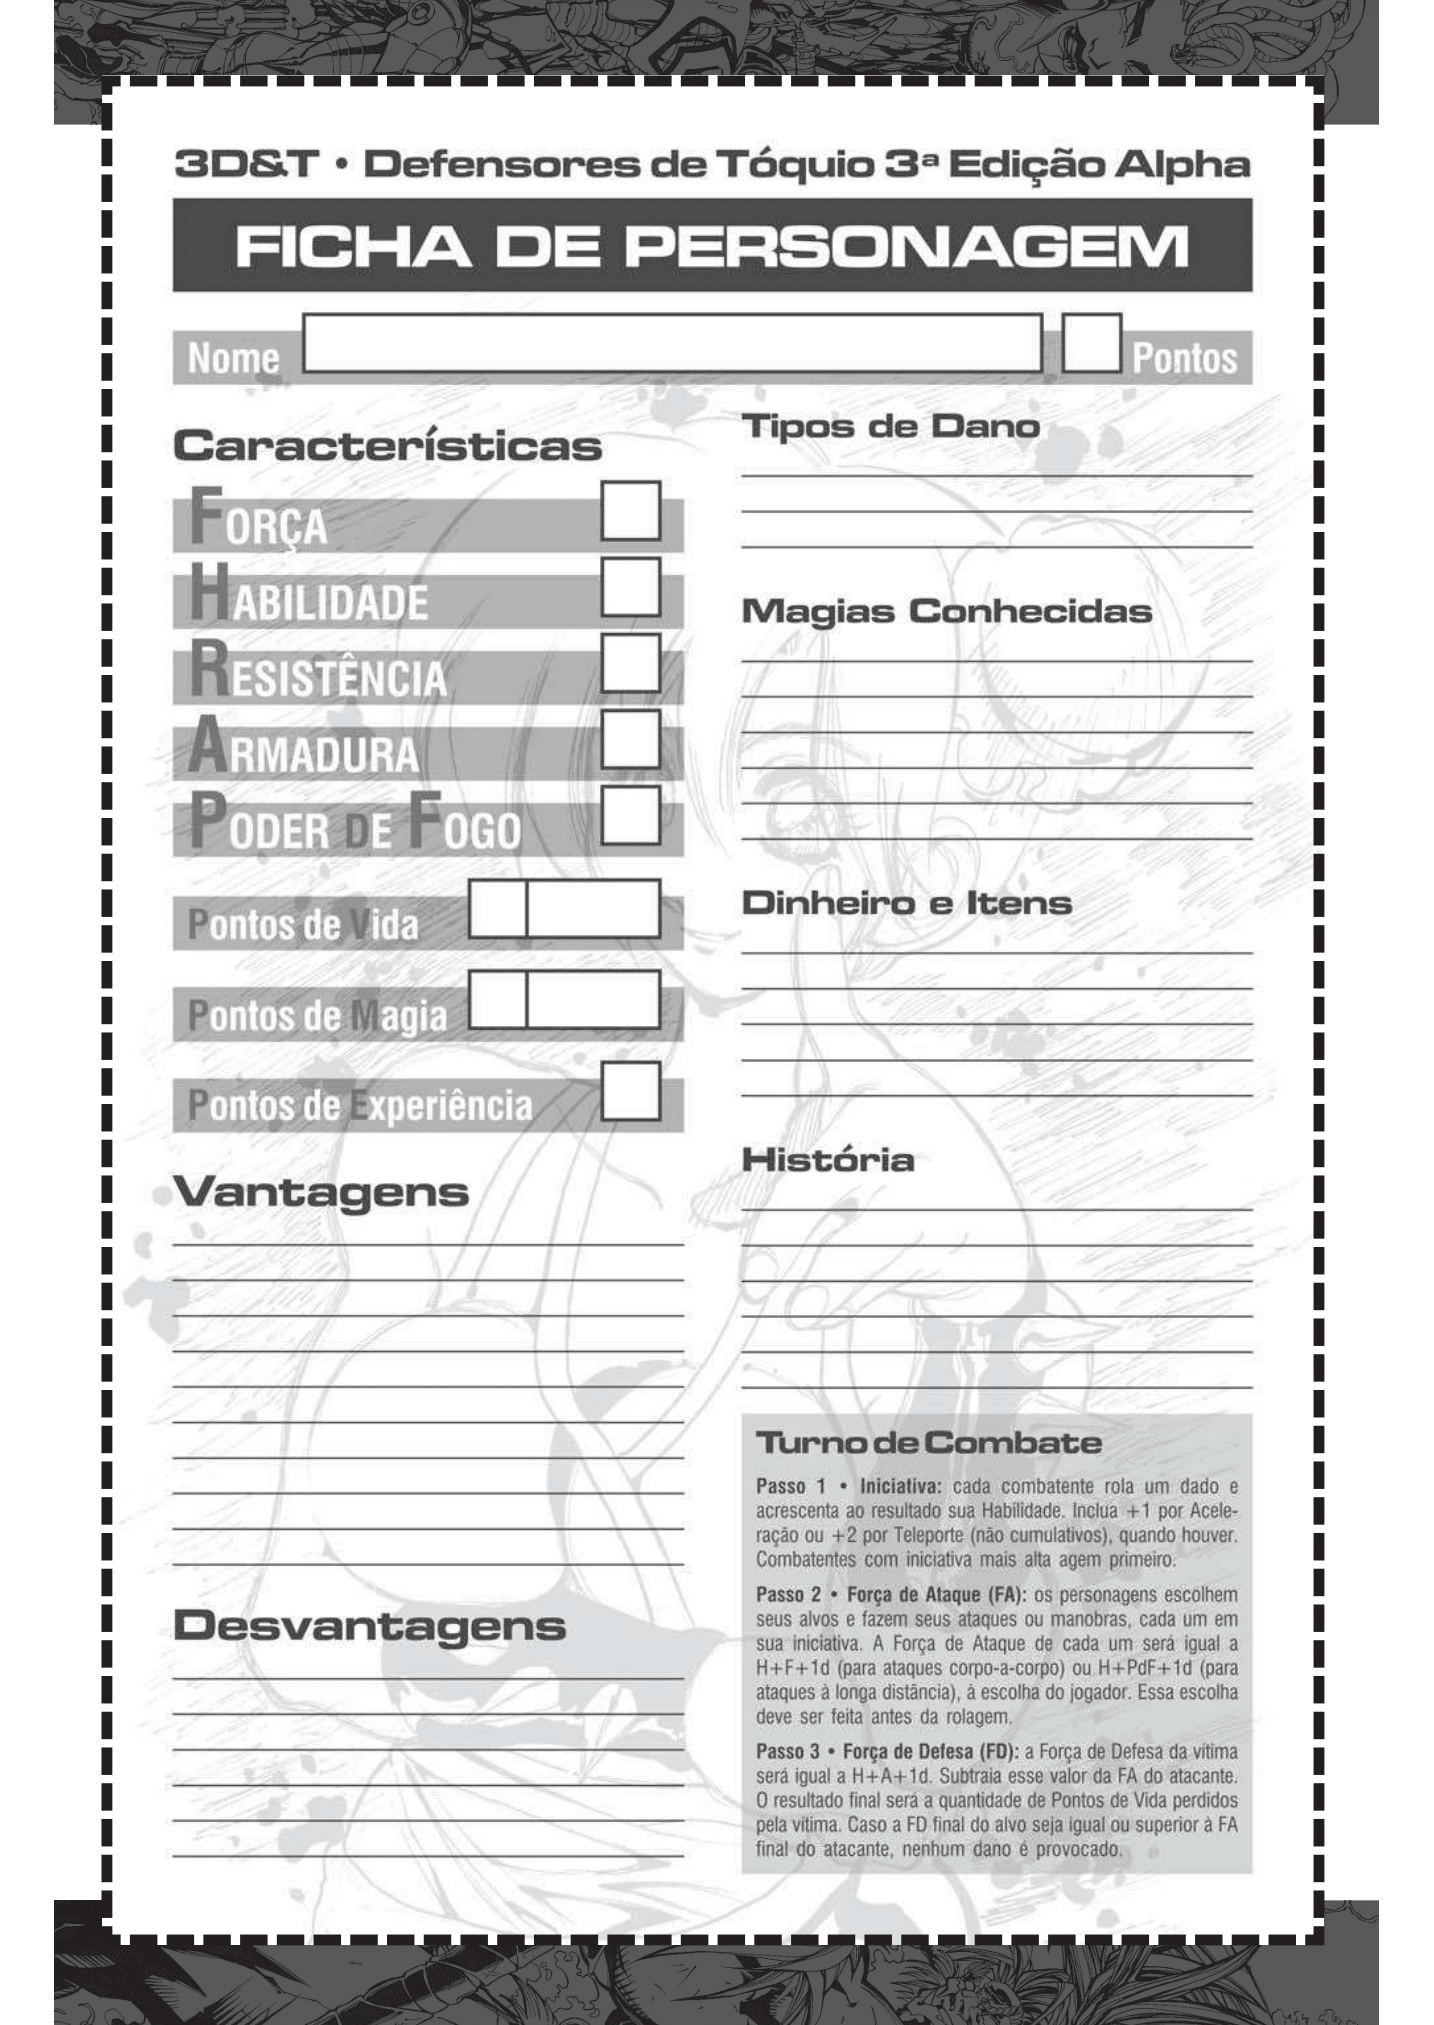 3D&T • Defensores de Tóquio 3ª Edição Alpha
FICHA DE PERSONAGEM
Nome
Pontos
Características
FORÇA
HABILIDADE
RESISTÊNCIA
ARMADURA
PODER DE FOGO
Pontos de Vida
Pontos de Magia
Pontos de Experiência
Vantagens
Desvantagens
Tipos de Dano
Magias Conhecidas
Dinheiro e Itens
História
Turno de Combate
Passo 1 • Iniciativa: cada combatente rola um dado e
acrescenta ao resultado sua Habilidade. Inclua +1 por Acele-
ração ou +2 por Teleporte (não cumulativos), quando houver.
Combatentes com iniciativa mais alta agem primeiro.
Passo 2 • Força de Ataque (FA): os personagens escolhem
seus alvos e fazem seus ataques ou manobras, cada um em
sua iniciativa. A Força de Ataque de cada um será igual a
H+F+1d (para ataques corpo-a-corpo) ou H+PdF+1d (para
ataques à longa distância), à escolha do jogador. Essa escolha
deve ser feita antes da rolagem.
Passo 3 • Força de Defesa (FD): a Força de Defesa da vítima
será igual a H+A+1d. Subtraia esse valor da FA do atacante.
O resultado final será a quantidade de Pontos de Vida perdidos
pela vítima. Caso a FD final do alvo seja igual ou superior à FA
final do atacante, nenhum dano é provocado.